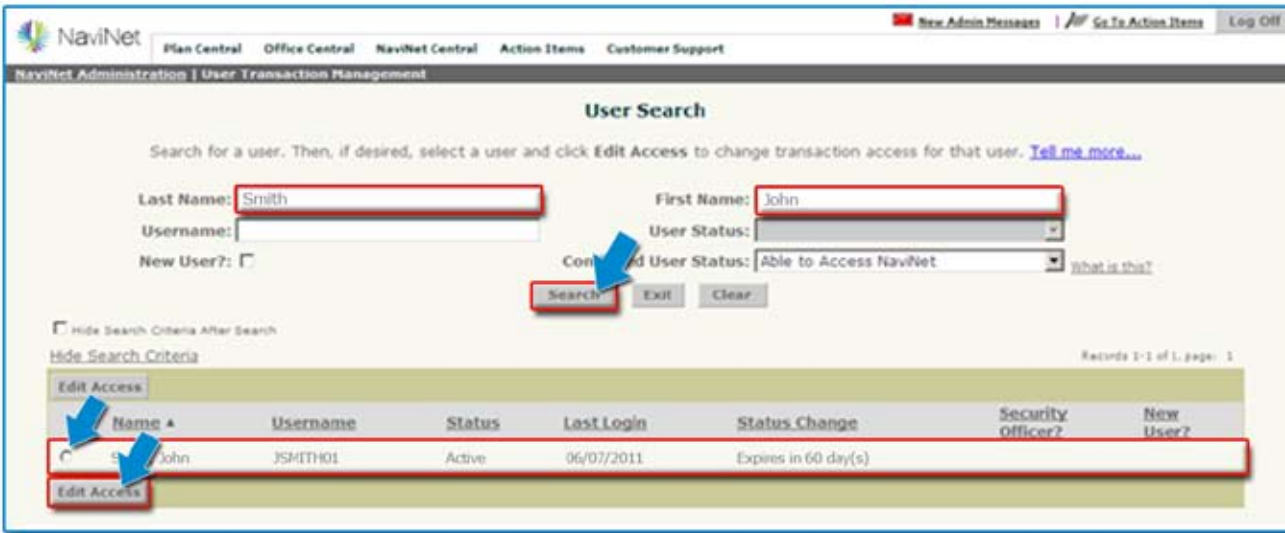 NaviNet
New Admin Messages | Go To Action Items Log Off
Plan Central Office Central NaviNet Central Action Items Customer Support
NaviNet Administration | User Transaction Management
User Search
Search for a user. Then, if desired, select a user and click Edit Access to change transaction access for that user. Tell me more...
Last Name: Smith First Name: John
Username: User Status:
New User?: User Status: Able to Access NaviNet What is this?
Search Exit Clear
Hide Search Criteria After Search
Hide Search Criteria Records 1-1 of 1, page: 1
Edit Access
Name Username Status Last Login Status Change Security Officer? New User?
John JSMITH01 Active 06/07/2011 Expires in 60 day(s)
Edit Access